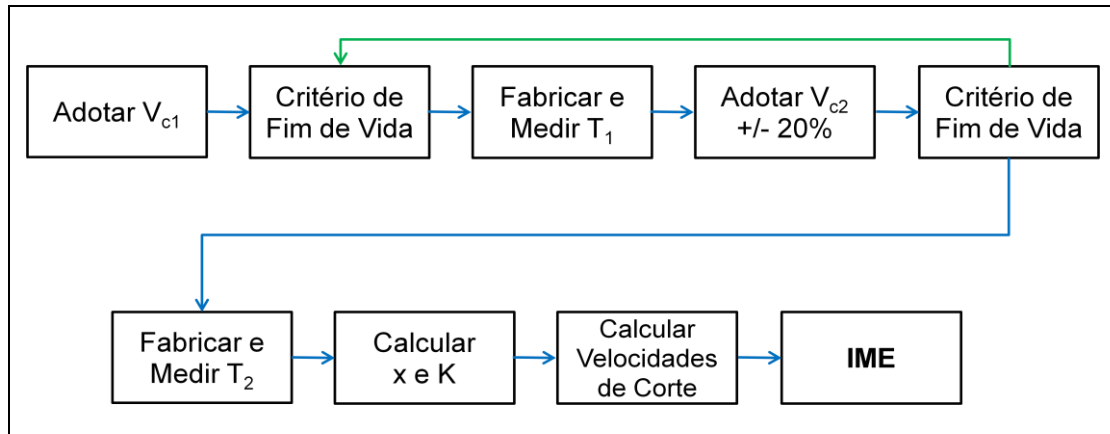 Adotar Vc1
Critério de
Fim de Vida
Fabricar e
Medir T1
Adotar Vc2
+/- 20%
Critério de
Fim de Vida
Fabricar e
Medir T2
Calcular
x e K
Calcular
Velocidades
de Corte
IME